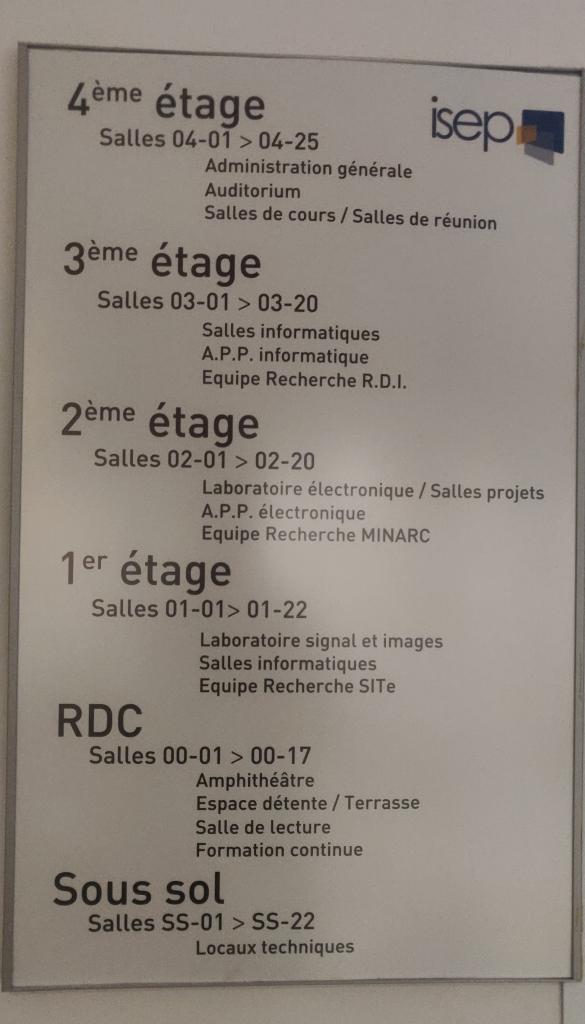 4ème étage
isep
Salles 04-01 > 04-25
Administration générale
Auditorium
Salles de cours / Salles de réunion
3ème étage
Salles 03-01 > 03-20
Salles informatiques
A.P.P. informatique
Equipe Recherche R.D.I.
2ème étage
Salles 02-01 > 02-20
Laboratoire électronique / Salles projets
A.P.P. électronique
Equipe Recherche MINARC
1er étage
Salles 01-01> 01-22
Laboratoire signal et images
Salles informatiques
Equipe Recherche SITe
RDC
Salles 00-01 > 00-17
Amphithéâtre
Espace détente / Terrasse
Salle de lecture
Formation continue
Sous sol
Salles SS-01 > SS-22
Locaux techniques